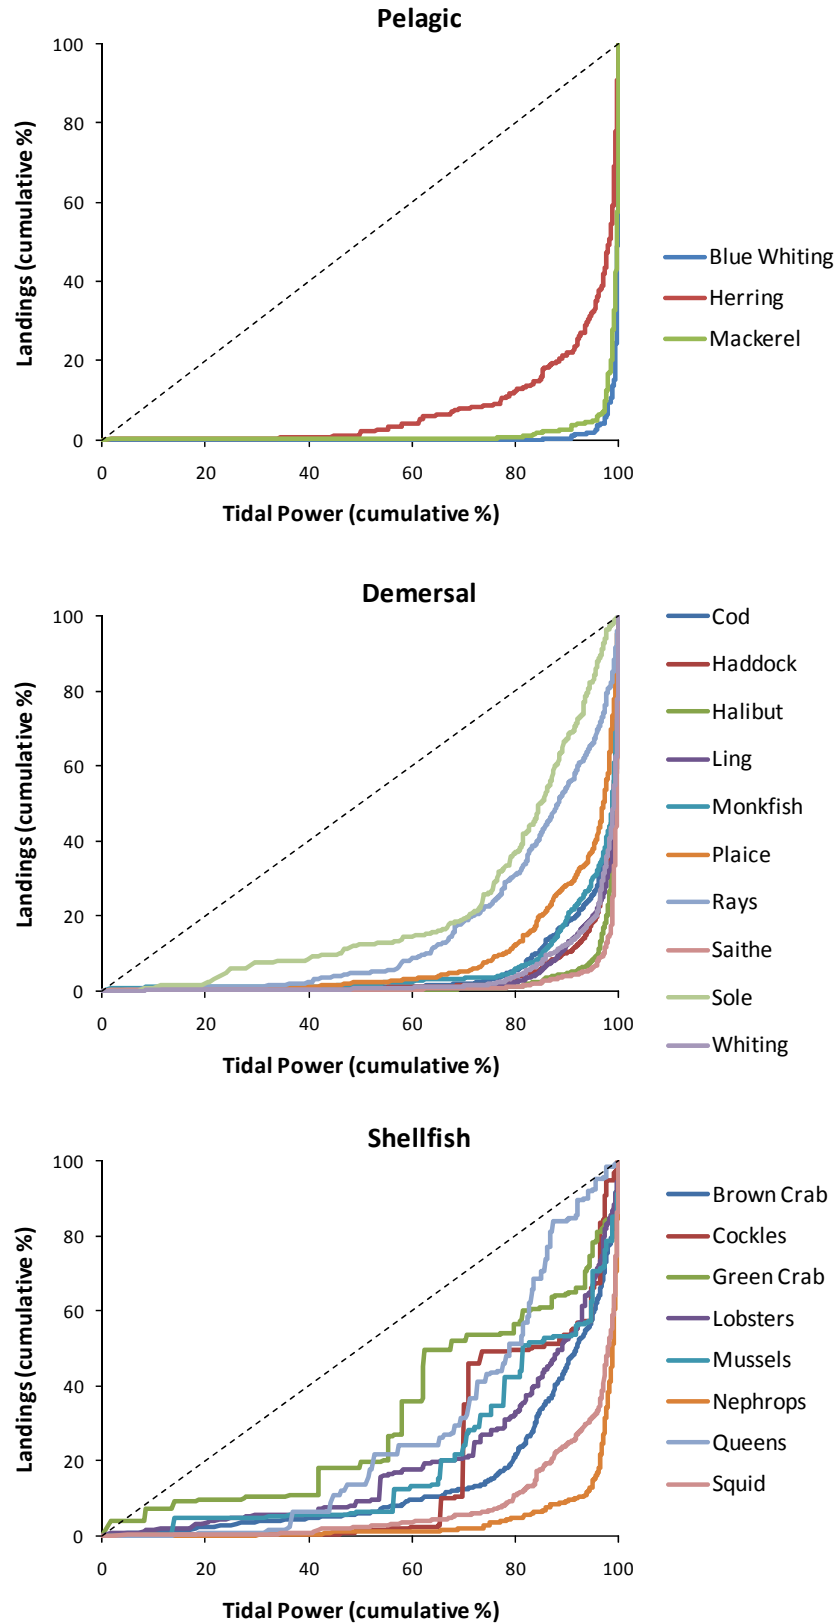 Pelagic
100
80
60
40
20
0
Landings (cumulative %)
0 20 40 60 80 100
Tidal Power (cumulative %)
Blue Whiting
Herring
Mackerel
Demersal
100
80
60
40
20
0
Landings (cumulative %)
0 20 40 60 80 100
Tidal Power (cumulative %)
Cod
Haddock
Halibut
Ling
Monkfish
Plaice
Rays
Saithe
Sole
Whiting
Shellfish
100
80
60
40
20
0
Landings (cumulative %)
0 20 40 60 80 100
Tidal Power (cumulative %)
Brown Crab
Cockles
Green Crab
Lobsters
Mussels
Nephrops
Queens
Squid